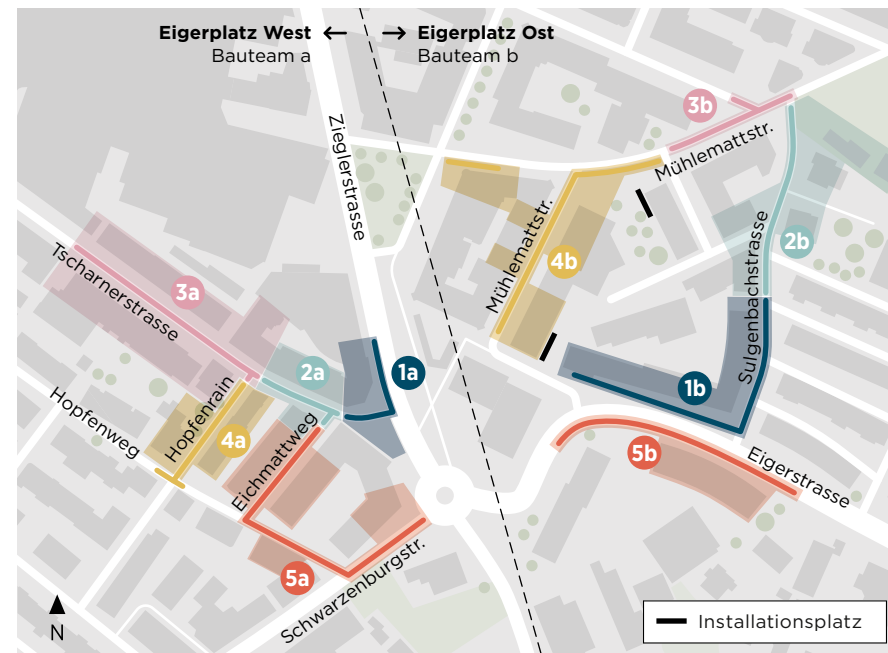 Eigerplatz West ← → Eigerplatz Ost
Bauteam a Bauteam b
Zieglerstrasse
3b
Mühlemattstr.
2b
Sulgenbachstrasse
Mühlemattstr.
4b
3a
Tscharnerstrasse
2a
1a
1b
Hopfenweg
Hopfenrain
4a
Eichmattweg
5b
Eigerstrasse
5a
Schwarzenburgstr.
N
Installationsplatz